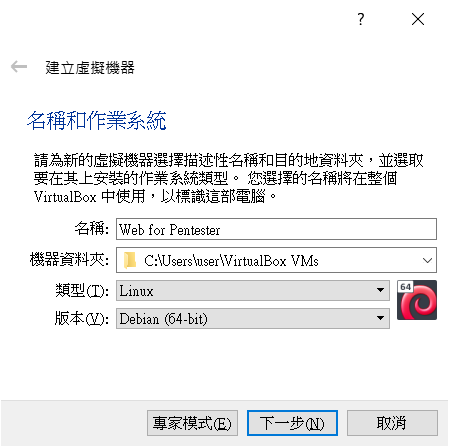 ?
建立虛擬機器
名稱和作業系統
請為新的虛擬機器選擇描述性名稱和目的地資料夾，並選取
要在其上安裝的作業系統類型。 您選擇的名稱將在整個
VirtualBox 中使用，以標識這部電腦。
名稱: Web for Pentester
機器資料夾: C:\Users\user\VirtualBox VMs
類型(T): Linux
64
版本(V): Debian (64-bit)
專家模式(E) 下一步(N) 取消